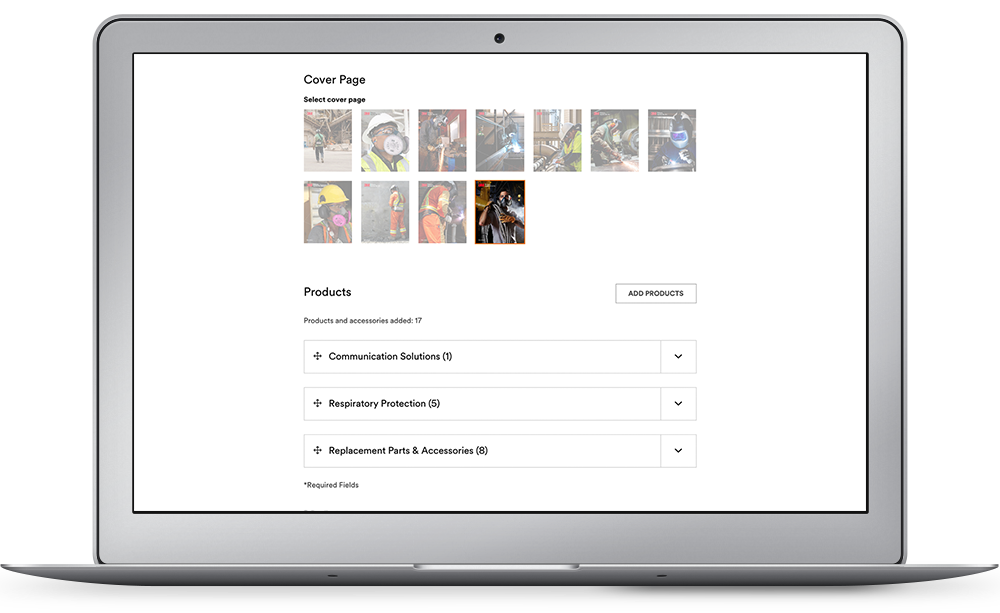 Cover Page
Select cover page
Products
ADD PRODUCTS
Products and accessories added: 17
Communication Solutions (1)
Respiratory Protection (5)
Replacement Parts & Accessories (8)
*Required Fields